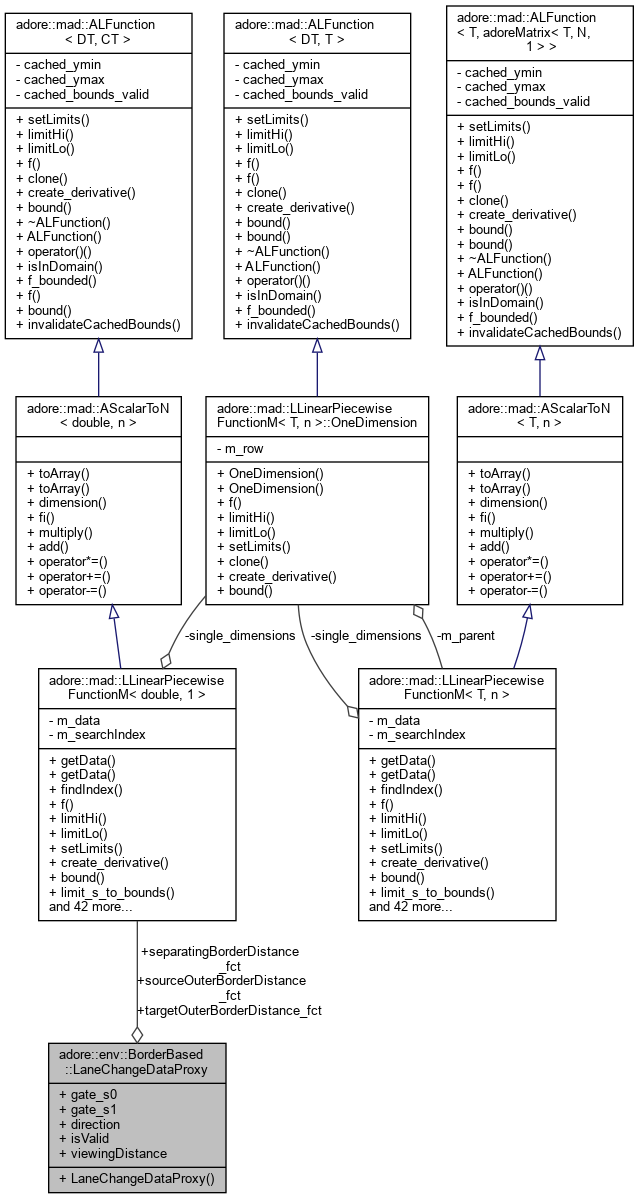 adore::mad::ALFunction
< DT, CT >
- cached_ymin
- cached_ymax
- cached_bounds_valid
+ setLimits()
+ limitHi()
+ limitLo()
+ f()
+ clone()
+ create_derivative()
+ bound()
+ ~ALFunction()
+ ALFunction()
+ operator()()
+ isInDomain()
+ f_bounded()
+ f()
+ bound()
+ invalidateCachedBounds()
adore::mad::ALFunction
< DT, T >
- cached_ymin
- cached_ymax
- cached_bounds_valid
+ setLimits()
+ limitHi()
+ limitLo()
+ f()
+ f()
+ clone()
+ create_derivative()
+ bound()
+ bound()
+ ~ALFunction()
+ ALFunction()
+ operator()()
+ isInDomain()
+ f_bounded()
+ invalidateCachedBounds()
adore::mad::ALFunction
< T, adoreMatrix< T, N,
1 > >
- cached_ymin
- cached_ymax
- cached_bounds_valid
+ setLimits()
+ limitHi()
+ limitLo()
+ f()
+ f()
+ clone()
+ create_derivative()
+ bound()
+ bound()
+ ~ALFunction()
+ ALFunction()
+ operator()()
+ isInDomain()
+ f_bounded()
+ invalidateCachedBounds()
adore::mad::AScalarToN
< double, n >
+ toArray()
+ toArray()
+ dimension()
+ fi()
+ multiply()
+ add()
+ operator*=()
+ operator+=()
+ operator-=()
adore::mad::LLinearPiecewise
FunctionM< T, n >::OneDimension
- m_row
+ OneDimension()
+ OneDimension()
+ f()
+ limitHi()
+ limitLo()
+ setLimits()
+ clone()
+ create_derivative()
+ bound()
adore::mad::AScalarToN
< T, n >
+ toArray()
+ toArray()
+ dimension()
+ fi()
+ multiply()
+ add()
+ operator*=()
+ operator+=()
+ operator-=()
-single_dimensions
-single_dimensions
-m_parent
adore::mad::LLinearPiecewise
FunctionM< double, 1 >
- m_data
- m_searchIndex
+ getData()
+ getData()
+ findIndex()
+ f()
+ limitHi()
+ limitLo()
+ setLimits()
+ create_derivative()
+ bound()
+ limit_s_to_bounds()
and 42 more...
adore::mad::LLinearPiecewise
FunctionM< T, n >
- m_data
- m_searchIndex
+ getData()
+ getData()
+ findIndex()
+ f()
+ limitHi()
+ limitLo()
+ setLimits()
+ create_derivative()
+ bound()
+ limit_s_to_bounds()
and 42 more...
+separatingBorderDistance
_fct
+sourceOuterBorderDistance
_fct
+targetOuterBorderDistance_fct
adore::env::BorderBased
::LaneChangeDataProxy
+ gate_s0
+ gate_s1
+ direction
+ isValid
+ viewingDistance
+ LaneChangeDataProxy()